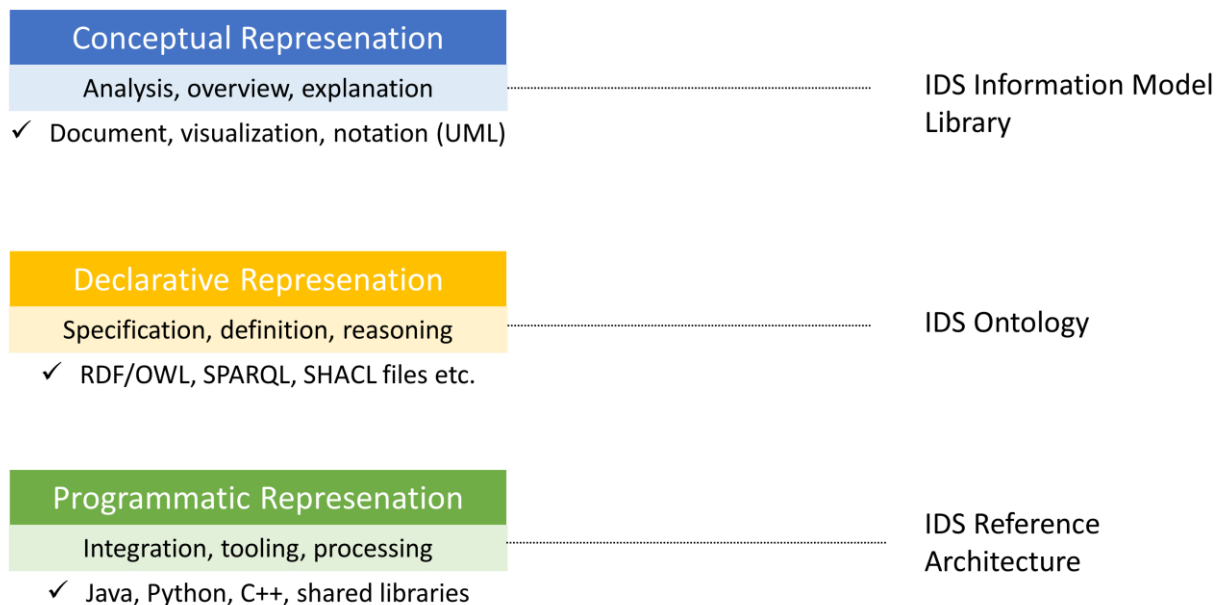 Conceptual Represenation
Analysis, overview, explanation
✓ Document, visualization, notation (UML)
IDS Information Model
Library
Declarative Represenation
Specification, definition, reasoning
✓ RDF/OWL, SPARQL, SHACL files etc.
IDS Ontology
Programmatic Represenation
Integration, tooling, processing
✓ Java, Python, C++, shared libraries
IDS Reference
Architecture